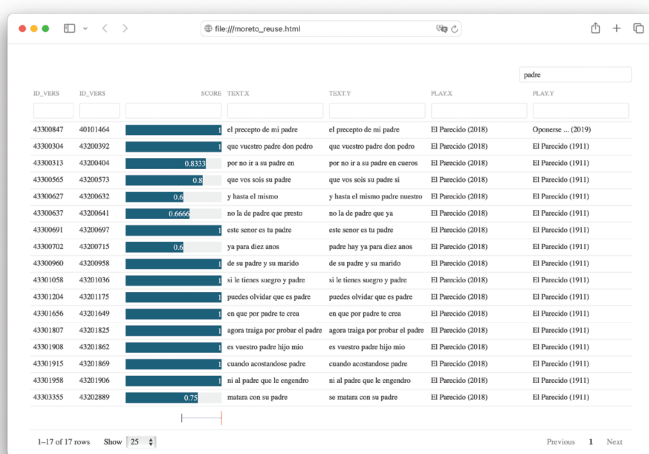 file:///moreto_reuse.html
padre
ID_VERS ID_VERS SCORE TEXT.X TEXT.Y PLAY.X PLAY.Y
43300847 40101464 1 el precepto de mi padre el precepto de mi padre El Parecido (2018) Oponerse ... (2019)
43300304 43200392 1 que vuestro padre don pedro que vuestro padre don pedro El Parecido (2018) El Parecido (1911)
43300313 43200404 0.8333 por no ir a su padre en por no ir a su padre en cueros El Parecido (2018) El Parecido (1911)
43300565 43200573 0.8 que vos sois su padre que vos sois su padre si El Parecido (2018) El Parecido (1911)
43300627 43200632 0.6 y hasta el mismo y hasta el mismo padre nuestro El Parecido (2018) El Parecido (1911)
43300637 43200641 0.6666 no la de padre que presto no la de padre que ya El Parecido (2018) El Parecido (1911)
43300691 43200697 1 este senor es tu padre este senor es tu padre El Parecido (2018) El Parecido (1911)
43300702 43200715 0.6 ya para diez anos padre hay ya para diez anos El Parecido (2018) El Parecido (1911)
43300960 43200958 1 de su padre y su marido de su padre y su marido El Parecido (2018) El Parecido (1911)
43301058 43201036 1 si le tienes suegro y padre si le tienes suegro y padre El Parecido (2018) El Parecido (1911)
43301204 43201175 1 puedes olvidar que es padre puedes olvidar que es padre El Parecido (2018) El Parecido (1911)
43301656 43201649 1 en que por padre te crea en que por padre te crea El Parecido (2018) El Parecido (1911)
43301807 43201825 1 agora traiga por probar el padre agora traiga por probar el padre El Parecido (2018) El Parecido (1911)
43301908 43201862 1 es vuestro padre hijo mio es vuestro padre hijo mio El Parecido (2018) El Parecido (1911)
43301915 43201869 1 cuando acostandose padre cuando acostandose padre El Parecido (2018) El Parecido (1911)
43301958 43201906 1 ni al padre que le engendro ni al padre que le engendro El Parecido (2018) El Parecido (1911)
43303355 43202889 0.75 matara con su padre se matara con su padre El Parecido (2018) El Parecido (1911)
1–17 of 17 rows Show 25 Previous 1 Next